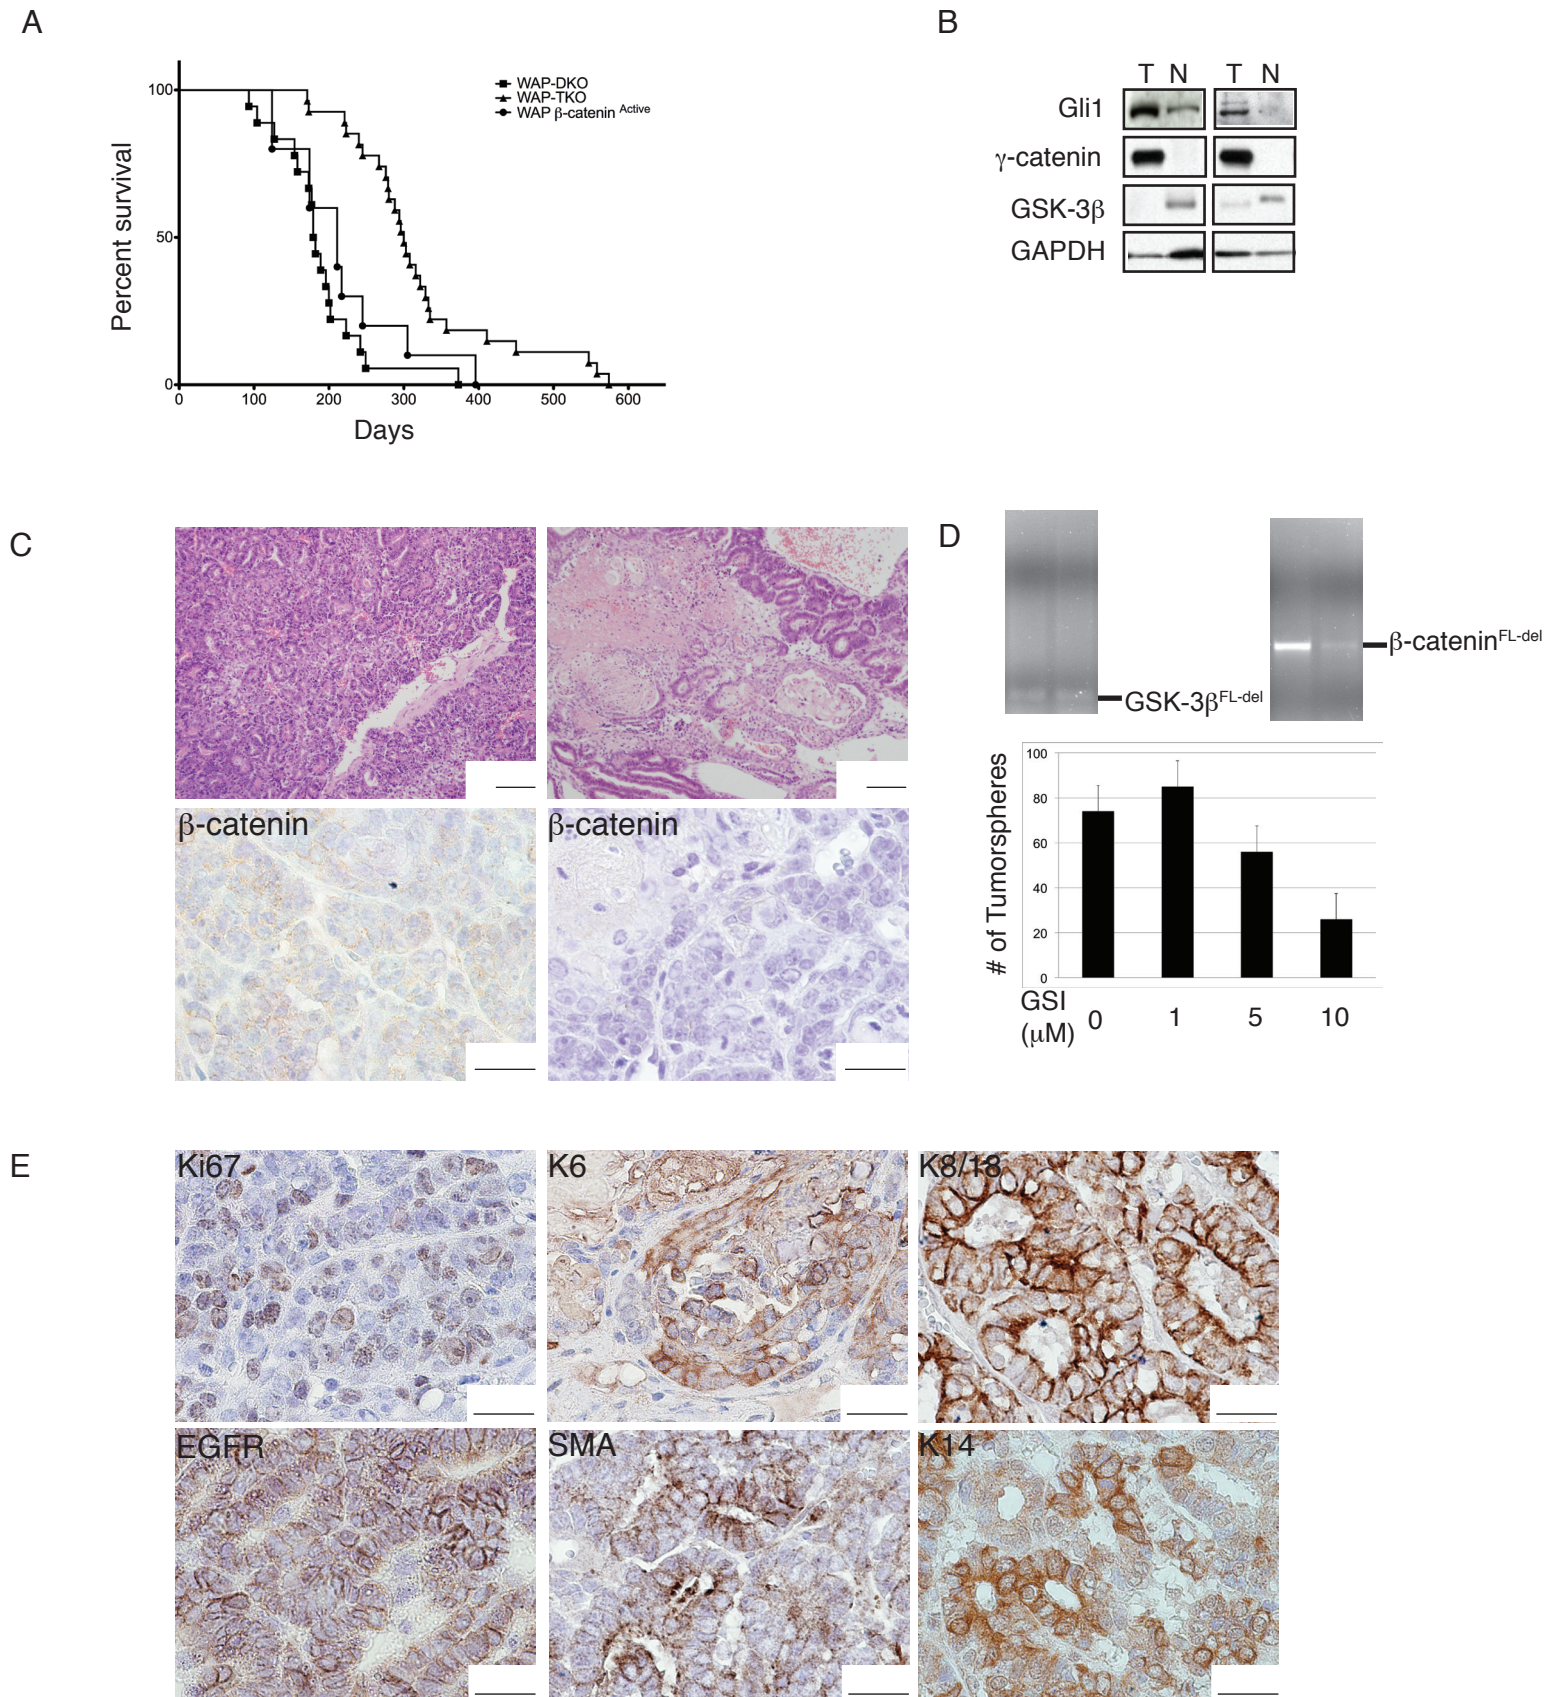 A
100
50
0
Percent survival
0 100 200 300 400 500 600
Days
WAP-DKO
WAP-TKO
WAP β-catenin Active
B
T N T N
Gli1
γ-catenin
GSK-3β
GAPDH
C
β-catenin
β-catenin
D
GSK-3βFL-del
β-cateninFL-del
# of Tumorspheres
100
80
60
40
20
0
GSI
(μM) 0 1 5 10
E
Ki67
K6
K8/18
EGFR
SMA
K14